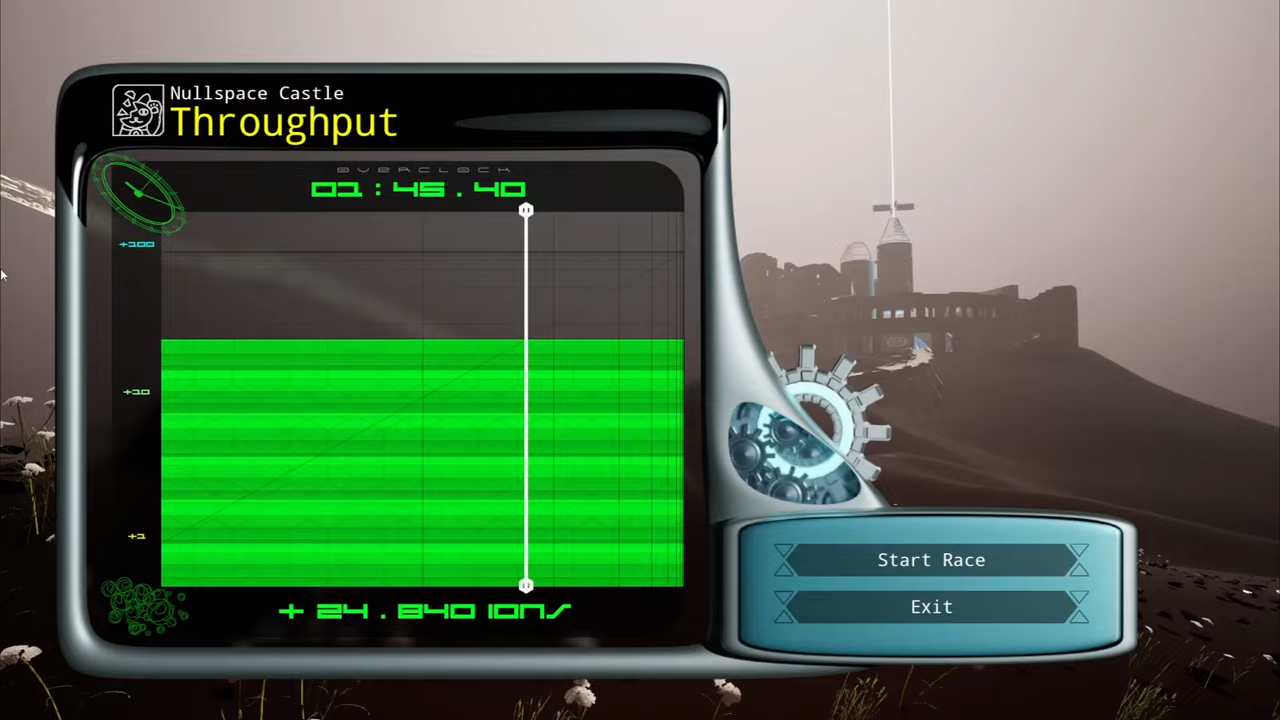 Nullspace Castle
Throughput
OVERCLOCK
01:45.40
+100
+10
+1
+ 24.840 IONS
Start Race
Exit